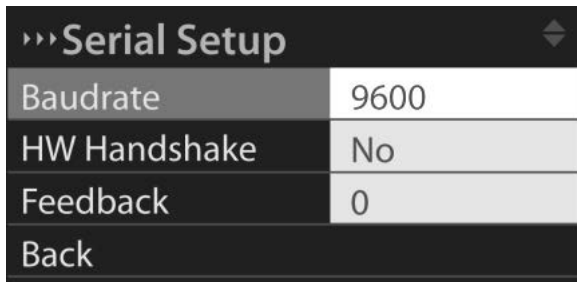 Serial Setup
Baudrate 9600
HW Handshake No
Feedback 0
Back